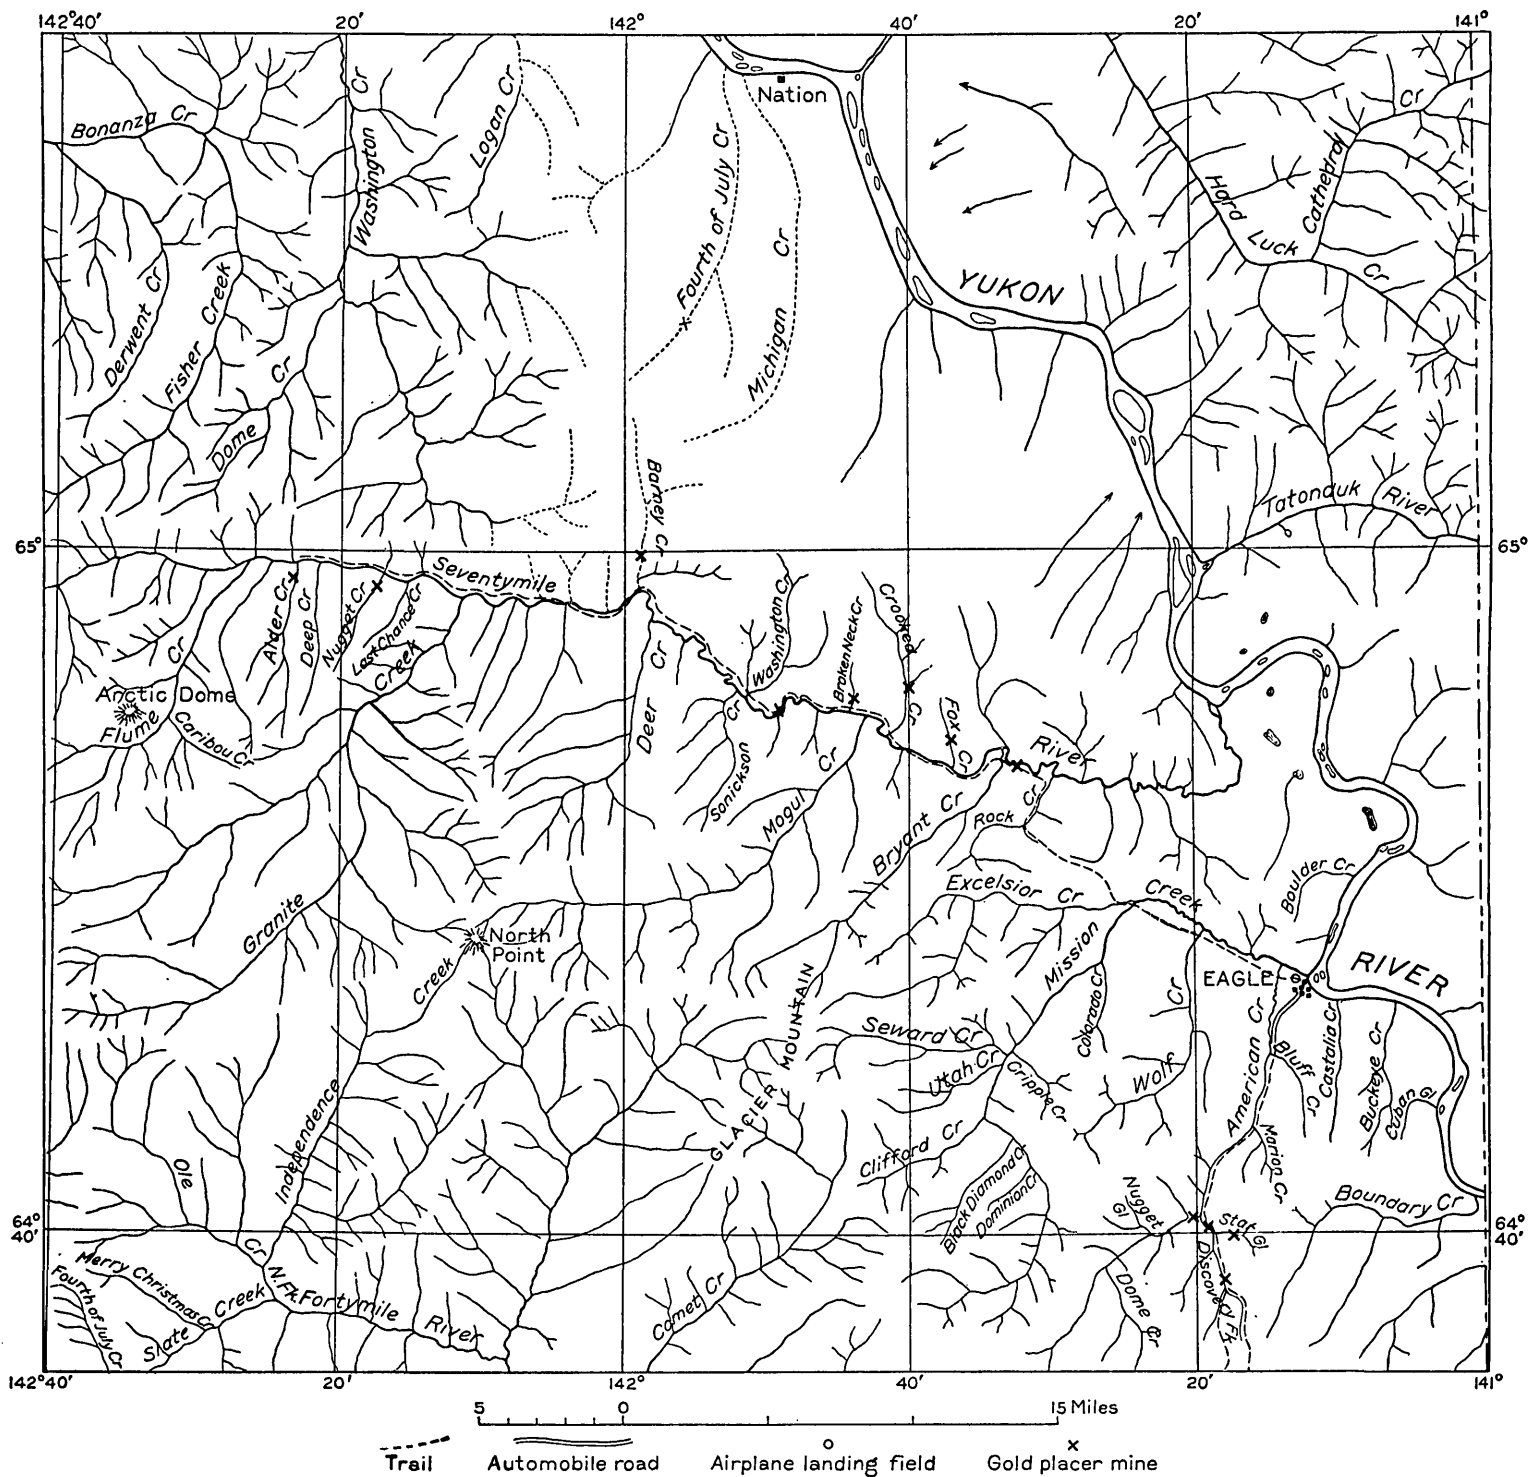 142°40' 20' 142° 40' 20' 141°
Nation
Bonanza Cr
Cr
Washington
Logan Cr
Fourth of July Cr
Michigan Cr
YUKON
Hard Luck Cr
Cathedral Cr
Derwent Cr
Fisher Creek
Dome Cr
Barney Cr
Tatonduk River
65° 65°
Seventymile
Alder Cr
Deep Cr
Nugget Cr
Last Chance Cr
Creek
Washington Cr
Broken Neck Cr
Crooked Cr
Arctic Dome
Flume Cr
Caribou Cr
Deer Cr
Sonickson Cr
Fox Cr
River
Mogul Cr
Bryant Cr
Rock Cr
Granite
Excelsior Cr
Creek
Boulder Cr
North
Point
Creek
Mission
EAGLE
RIVER
Colorado Cr
GLACIER MOUNTAIN
Seward Cr
Utah Cr
Cripple Cr
Wolf Cr
American Cr
Bluff Cr
Castalia Cr
Buckeye Cr
Cuban Gl
Independence
Ole Cr
Clifford Cr
Black Diamond Cr
Dominion Cr
Marion Cr
Nugget Gl
Star Gl
Boundary Cr
64°
40'
64°
40'
Merry Christmas Cr
Fourth of July Cr
Slate Creek
N. Fk. Fortymile River
Comet Cr
Dome Cr
Discovery Fk.
142°40' 20' 142° 40' 20' 141°
5 0 15 Miles
Trail Automobile road Airplane landing field Gold placer mine